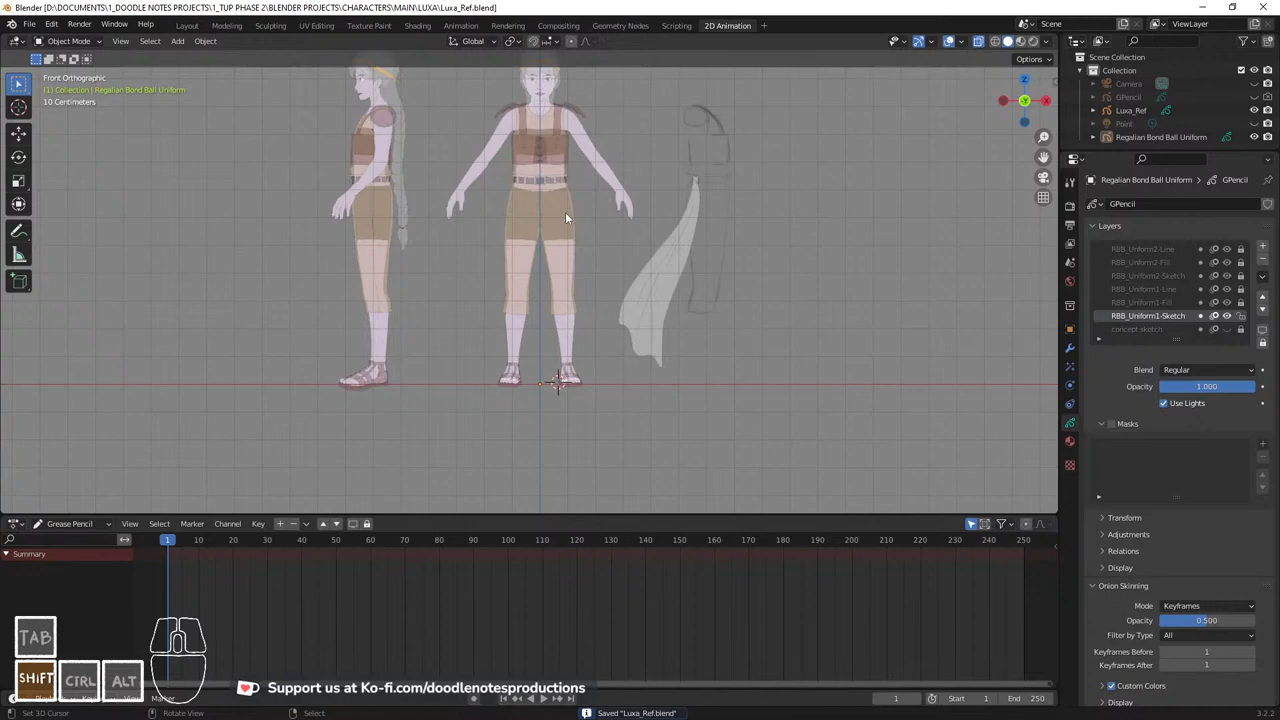 Blender [D:\DOCUMENTS\1_DOODLE NOTES PROJECTS\1_TUP PHASE 2\BLENDER PROJECTS\CHARACTERS\MAIN\LUXA\Luxa_Ref.blend]
File Edit Render Window Help Layout Modeling Sculpting UV Editing Texture Paint Shading Animation Rendering Compositing Geometry Nodes Scripting 2D Animation Scene ViewLayer
Object Mode View Select Add Object Global
Options
Front Orthographic
(1) Collection | Regalian Bond Ball Uniform
10 Centimeters
Z
-Y
X
Scene Collection
Collection
Camera
GPencil
Luxa_Ref
Point
Regalian Bond Ball Uniform
Regalian Bond Ball Uniform GPencil
GPencil
Layers
RBB_Unform2-Line
RBB_Uniform2-Fill
RBB_Uniform2-Sketch
RBB_Uniform1-Line
RBB_Uniform1-Fill
RBB_Uniform1-Sketch
concept sketch
Blend Regular
Opacity 1.000
Use Lights
Masks
Transform
Adjustments
Relations
Display
Onion Skinning
Mode Keyframes
Opacity 0.500
Filter by Type All
Keyframes Before 1
Keyframes After 1
Custom Colors
Display
Grease Pencil View Select Marker Channel Key
1 10 20 30 40 50 60 70 80 90 100 110 120 130 140 150 160 170 180 190 200 210 220 230 240 250
Summary
TAB
SHIFT CTRL ALT
Support us at Ko-fi.com/doodlenotesproductions
Marker
1 Start 1 End 250
Set 3D Cursor Rotate View Select Saved "Luxa_Ref.blend" 3.2.2